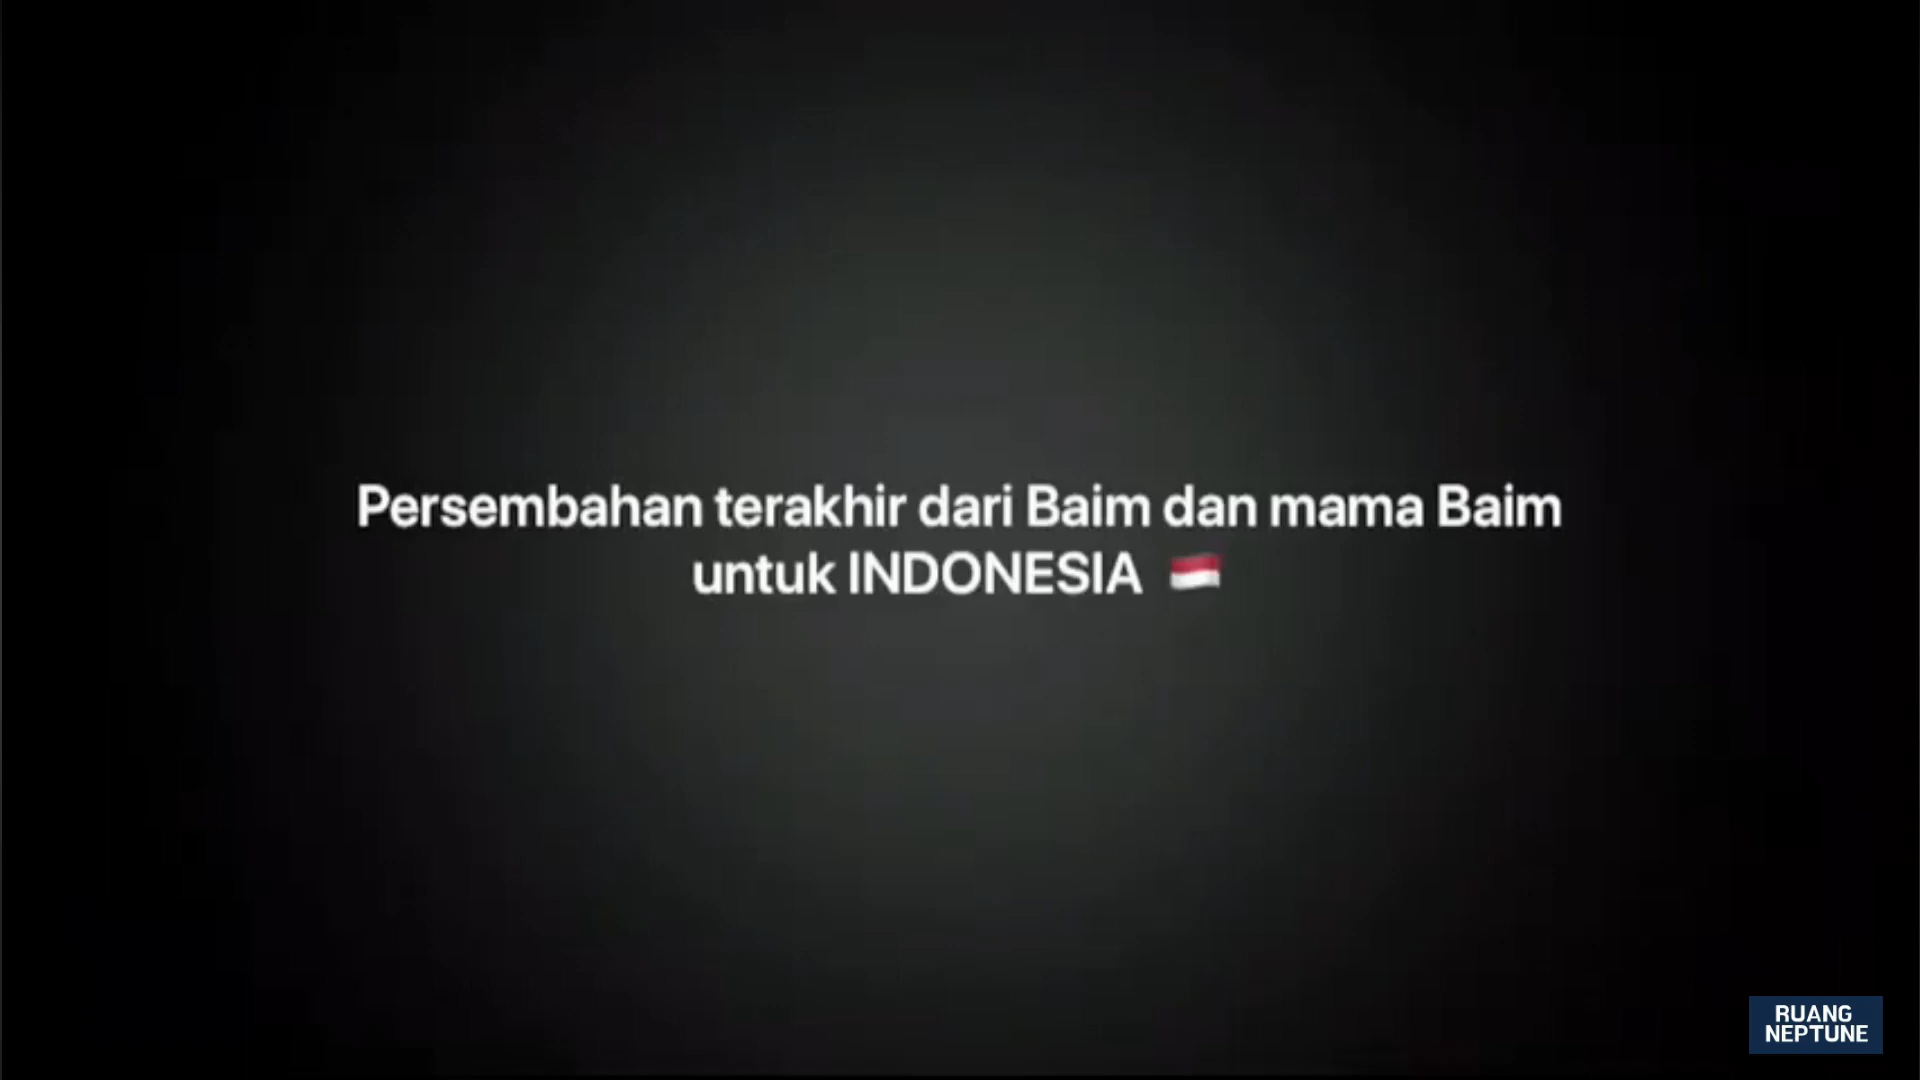 Persembahan terakhir dari Baim dan mama Baim
untuk INDONESIA 🇮🇩
RUANG
NEPTUNE